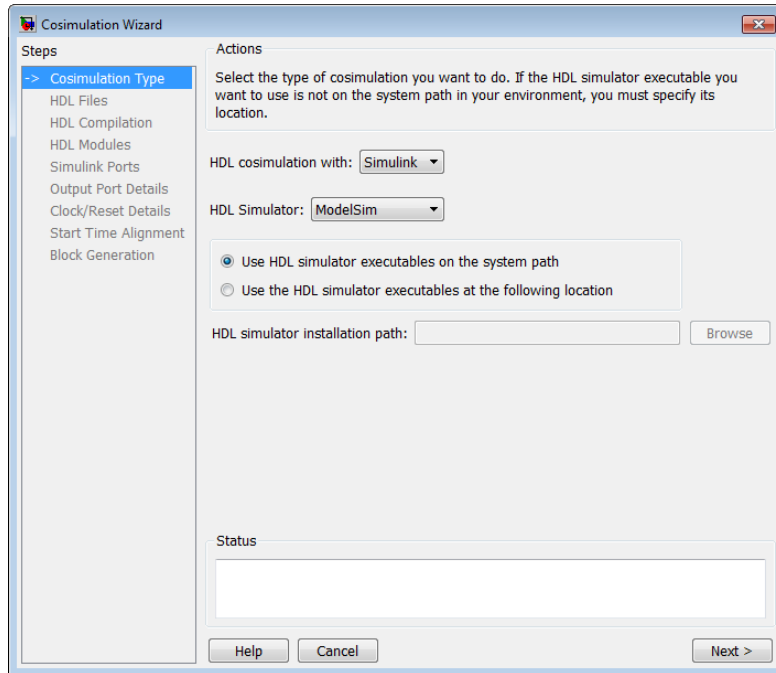 Cosimulation Wizard
Steps
-> Cosimulation Type
HDL Files
HDL Compilation
HDL Modules
Simulink Ports
Output Port Details
Clock/Reset Details
Start Time Alignment
Block Generation
Actions
Select the type of cosimulation you want to do. If the HDL simulator executable you
want to use is not on the system path in your environment, you must specify its
location.
HDL cosimulation with: Simulink
HDL Simulator: ModelSim
Use HDL simulator executables on the system path
Use the HDL simulator executables at the following location
HDL simulator installation path: Browse
Status
Help Cancel Next >